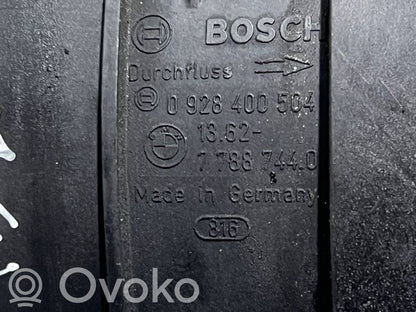 BOSCH
Durchfluss
0 928 400 504
13.62-
7 788 744.0
Made in Germany
816
OVOKO